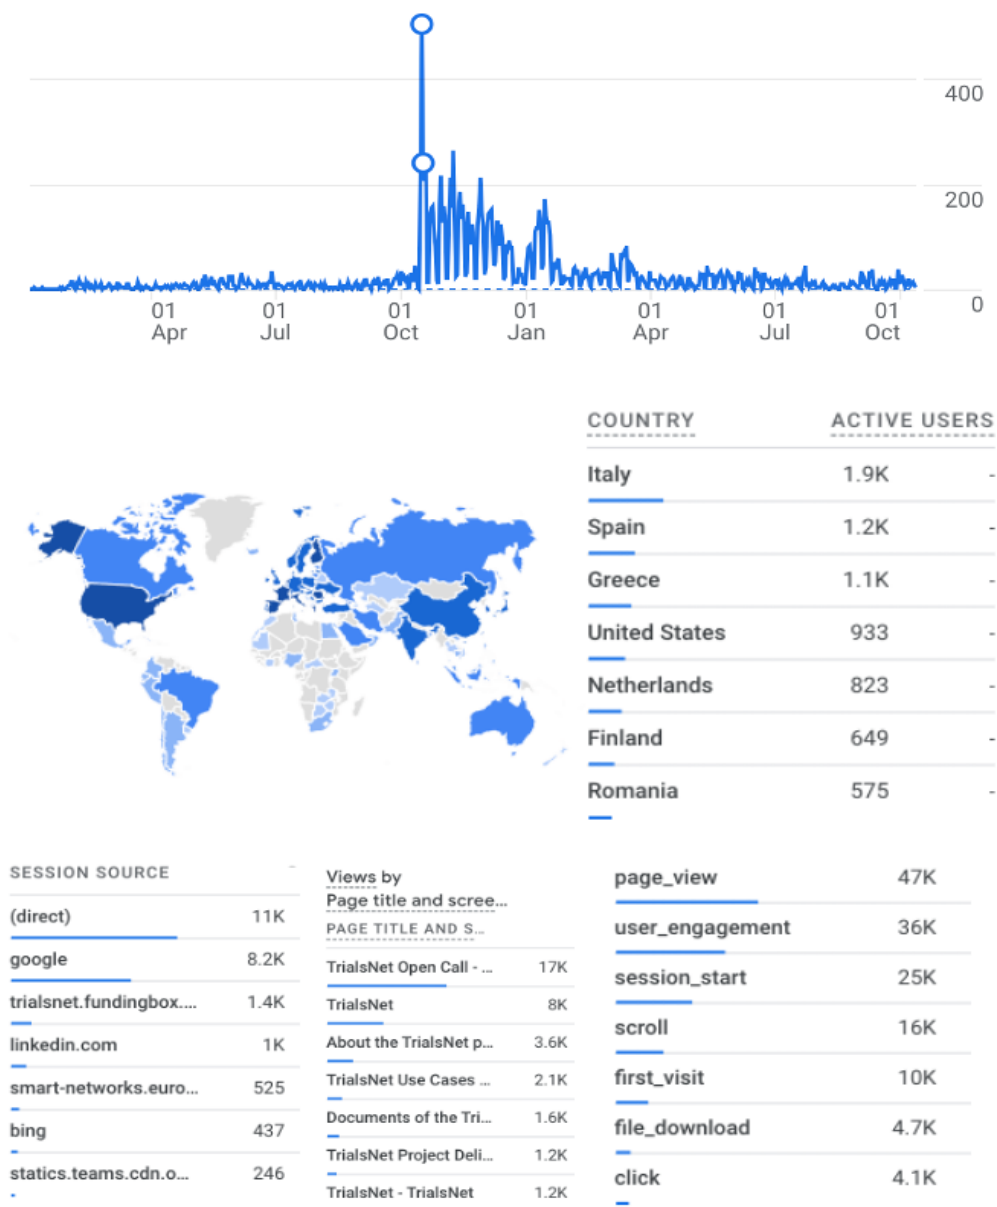 400
200
0
01 Apr
01 Jul
01 Oct
01 Jan
01 Apr
01 Jul
01 Oct
COUNTRY ACTIVE USERS
Italy 1.9K -
Spain 1.2K -
Greece 1.1K -
United States 933 -
Netherlands 823 -
Finland 649 -
Romania 575 -
SESSION SOURCE -
(direct) 11K
google 8.2K
trialsnet.fundingbox.... 1.4K
linkedin.com 1K
smart-networks.euro... 525
bing 437
statics.teams.cdn.o... 246
Views by
Page title and scree...
PAGE TITLE AND S...
TrialsNet Open Call - ... 17K
TrialsNet 8K
About the TrialsNet p... 3.6K
TrialsNet Use Cases ... 2.1K
Documents of the Tri... 1.6K
TrialsNet Project Deli... 1.2K
TrialsNet - TrialsNet 1.2K
page_view 47K
user_engagement 36K
session_start 25K
scroll 16K
first_visit 10K
file_download 4.7K
click 4.1K